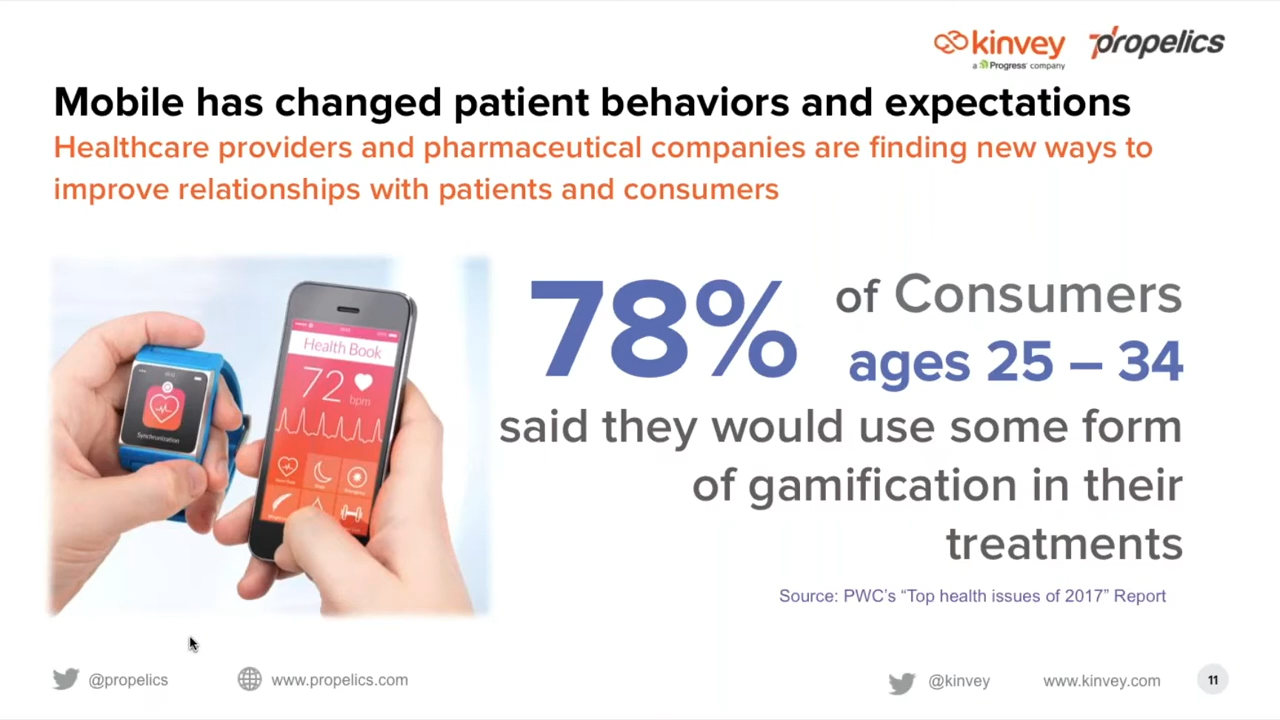 kinvey
a Progress company
propelics
Mobile has changed patient behaviors and expectations
Healthcare providers and pharmaceutical companies are finding new ways to
improve relationships with patients and consumers
Synchronization
Health Book
72
bpm
78% of Consumers
ages 25 – 34
said they would use some form
of gamification in their
treatments
Source: PWC's “Top health issues of 2017” Report
@propelics
www.propelics.com
@kinvey
www.kinvey.com
11